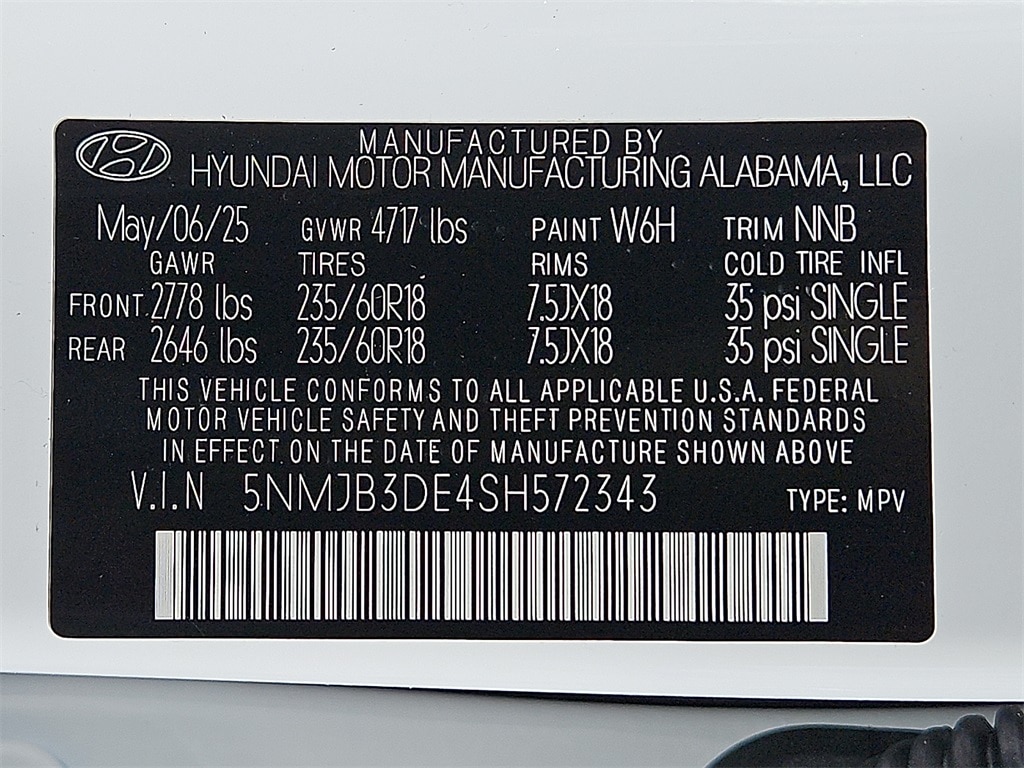 MANUFACTURED BY
HYUNDAI MOTOR MANUFACTURING ALABAMA, LLC
May/06/25 GVWR 4717 lbs PAINT W6H TRIM NNB
GAWR TIRES RIMS COLD TIRE INFL
FRONT 2778 lbs 235/60R18 7.5JX18 35 psi SINGLE
REAR 2646 lbs 235/60R18 7.5JX18 35 psi SINGLE
THIS VEHICLE CONFORMS TO ALL APPLICABLE U.S.A. FEDERAL
MOTOR VEHICLE SAFETY AND THEFT PREVENTION STANDARDS
IN EFFECT ON THE DATE OF MANUFACTURE SHOWN ABOVE
V.I.N 5NMJB3DE4SH572343 TYPE: MPV